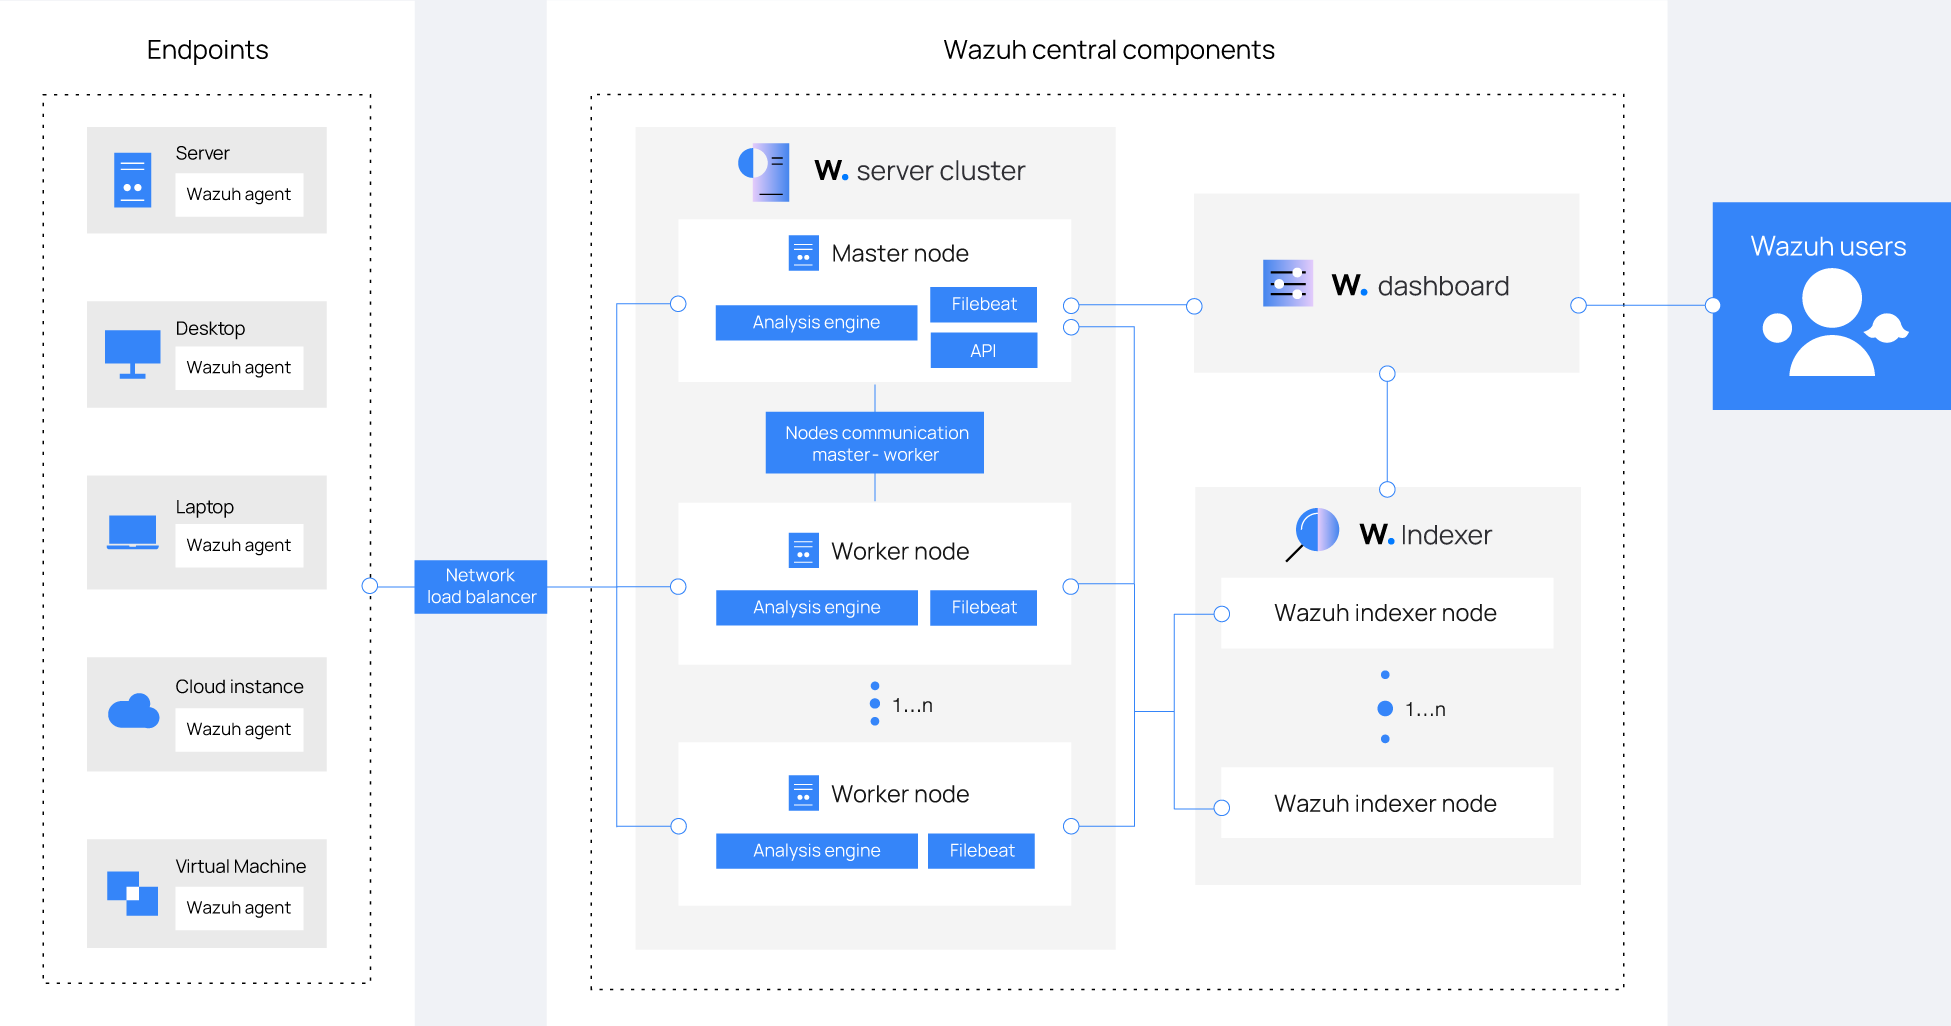 Endpoints
Server
Wazuh agent
Desktop
Wazuh agent
Laptop
Wazuh agent
Cloud instance
Wazuh agent
Virtual Machine
Wazuh agent
Network
load balancer
Wazuh central components
W. server cluster
Master node
Analysis engine
Filebeat
API
Nodes communication
master- worker
Worker node
Analysis engine
Filebeat
1...n
Worker node
Analysis engine
Filebeat
W. dashboard
W. Indexer
Wazuh indexer node
1...n
Wazuh indexer node
Wazuh users